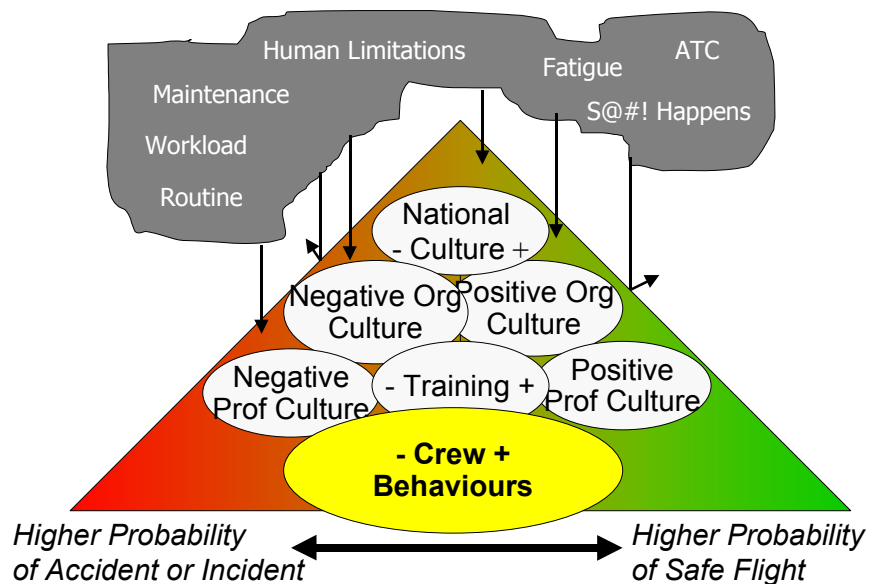 Human Limitations
ATC
Fatigue
Maintenance
S@#! Happens
Workload
Routine
National
- Culture +
Negative Org
Culture
Positive Org
Culture
Negative
Prof Culture
- Training +
Positive
Prof Culture
- Crew +
Behaviours
Higher Probability
of Accident or Incident
Higher Probability
of Safe Flight